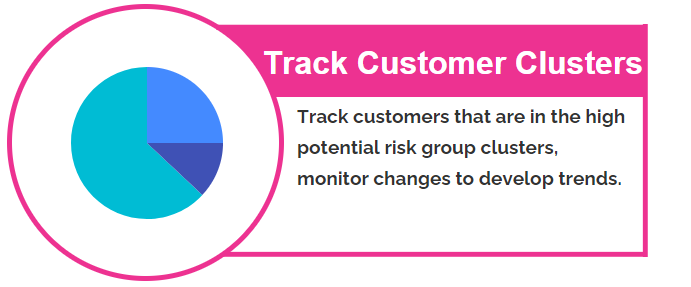 Track Customer Clusters
Track customers that are in the high
potential risk group clusters,
monitor changes to develop trends.